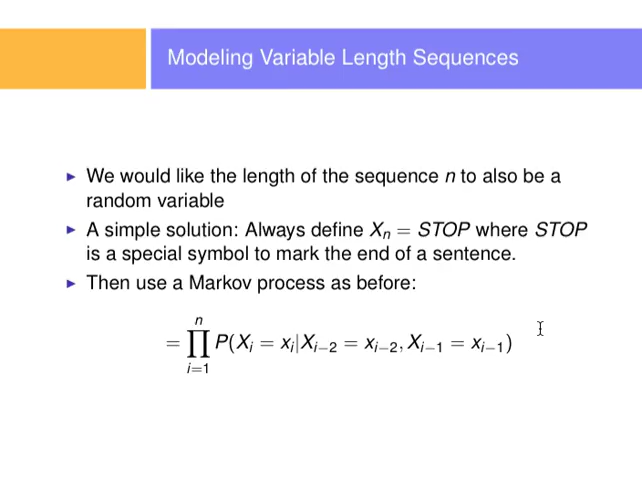 Modeling Variable Length Sequences
▶ We would like the length of the sequence n to also be a
random variable
▶ A simple solution: Always define Xₙ = STOP where STOP
is a special symbol to mark the end of a sentence.
▶ Then use a Markov process as before:
= ∏ⁿᵢ₌₁ P(Xᵢ = xᵢ|Xᵢ₋₂ = xᵢ₋₂, Xᵢ₋₁ = xᵢ₋₁)